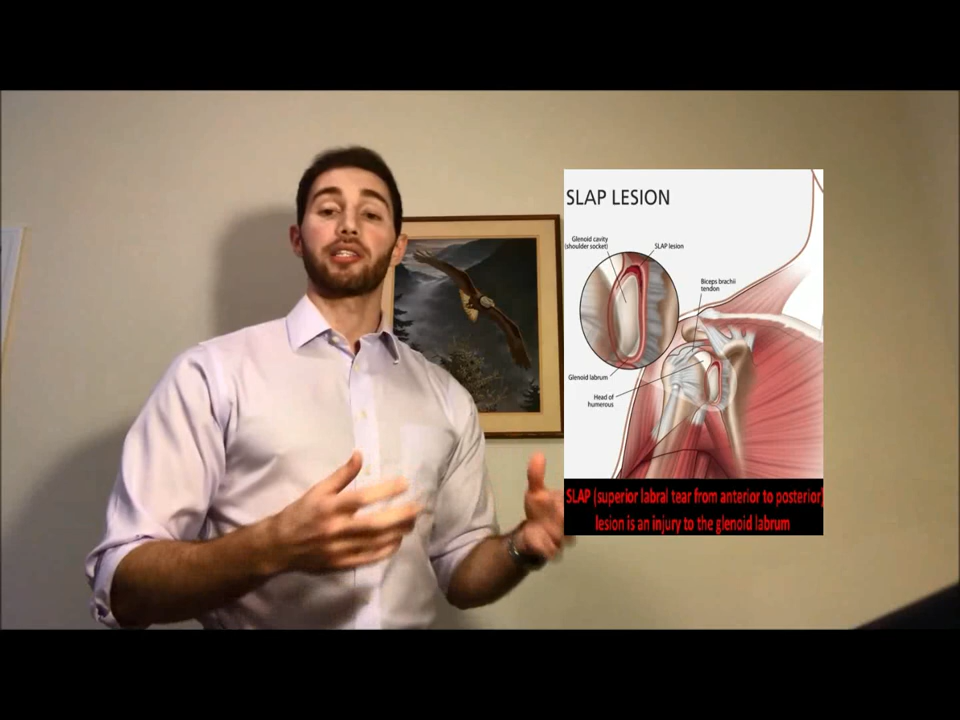 SLAP LESION
Glenoid cavity
(shoulder socket)
SLAP lesion
Biceps brachii
tendon
Glenoid labrum
Head of
humerous
SLAP (superior labral tear from anterior to posterior)
lesion is an injury to the glenoid labrum